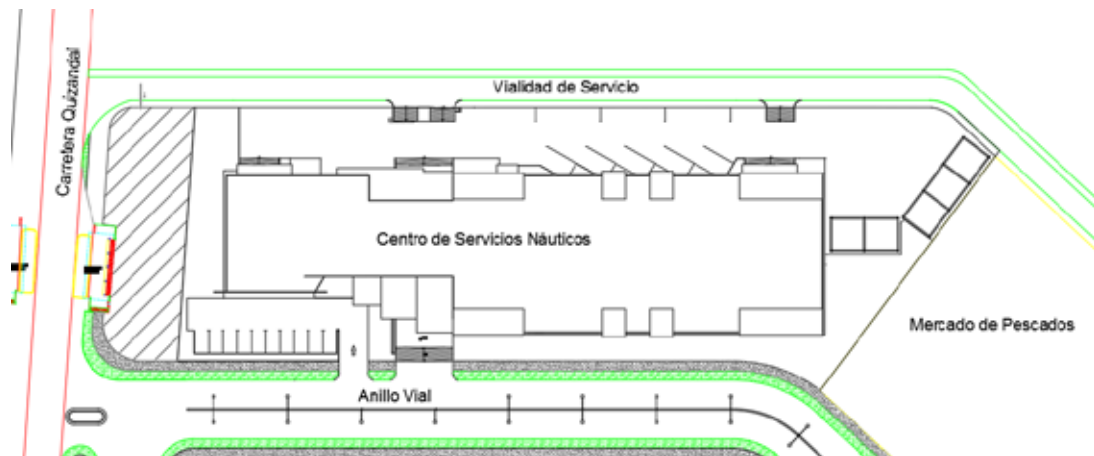 Vialidad de Servicio
Carretera Quizandal
Centro de Servicios Náuticos
Mercado de Pescados
Anillo Vial